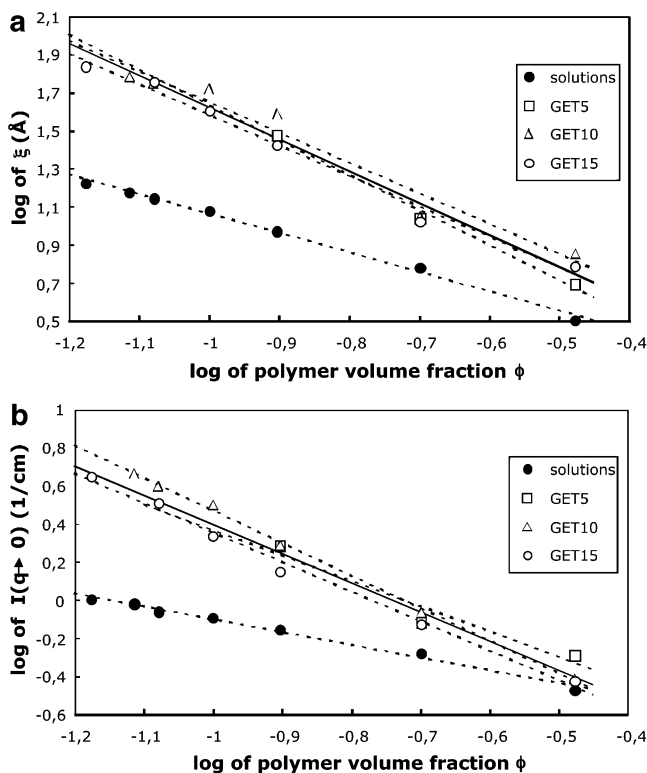 a
2,1
1,9
1,7
1,5
1,3
1,1
0,9
0,7
0,5
log of ξ (Å)
-1,2 -1,1 -1 -0,9 -0,8 -0,7 -0,6 -0,5 -0,4
log of polymer volume fraction ϕ
solutions
GET5
GET10
GET15
b
1
0,8
0,6
0,4
0,2
0
-0,2
-0,4
-0,6
log of I(q→ 0) (1/cm)
-1,2 -1,1 -1 -0,9 -0,8 -0,7 -0,6 -0,5 -0,4
log of polymer volume fraction ϕ
solutions
GET5
GET10
GET15